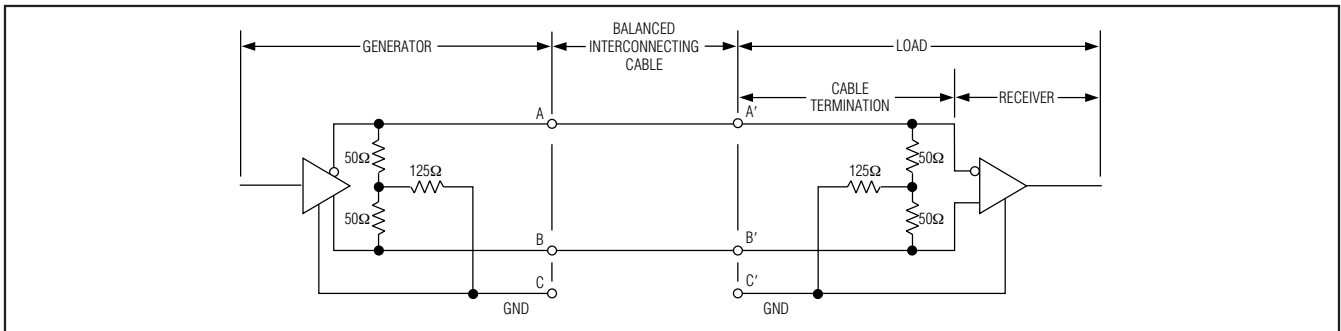 GENERATOR
BALANCED
INTERCONNECTING
CABLE
LOAD
CABLE
TERMINATION
RECEIVER
A
A′
50Ω
125Ω
50Ω
125Ω
50Ω
50Ω
B
B′
C
C′
GND
GND